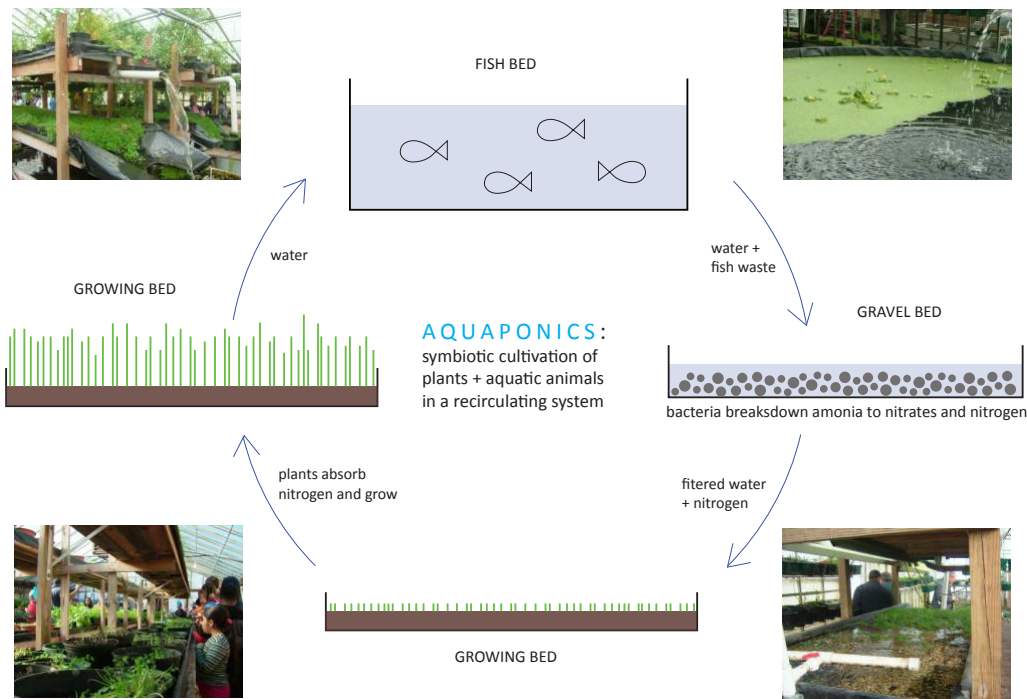 FISH BED
water +
fish waste
GRAVEL BED
bacteria breaksdown amonia to nitrates and nitrogen
fitered water
+ nitrogen
GROWING BED
plants absorb
nitrogen and grow
GROWING BED
water
AQUAPONICS:
symbiotic cultivation of
plants + aquatic animals
in a recirculating system